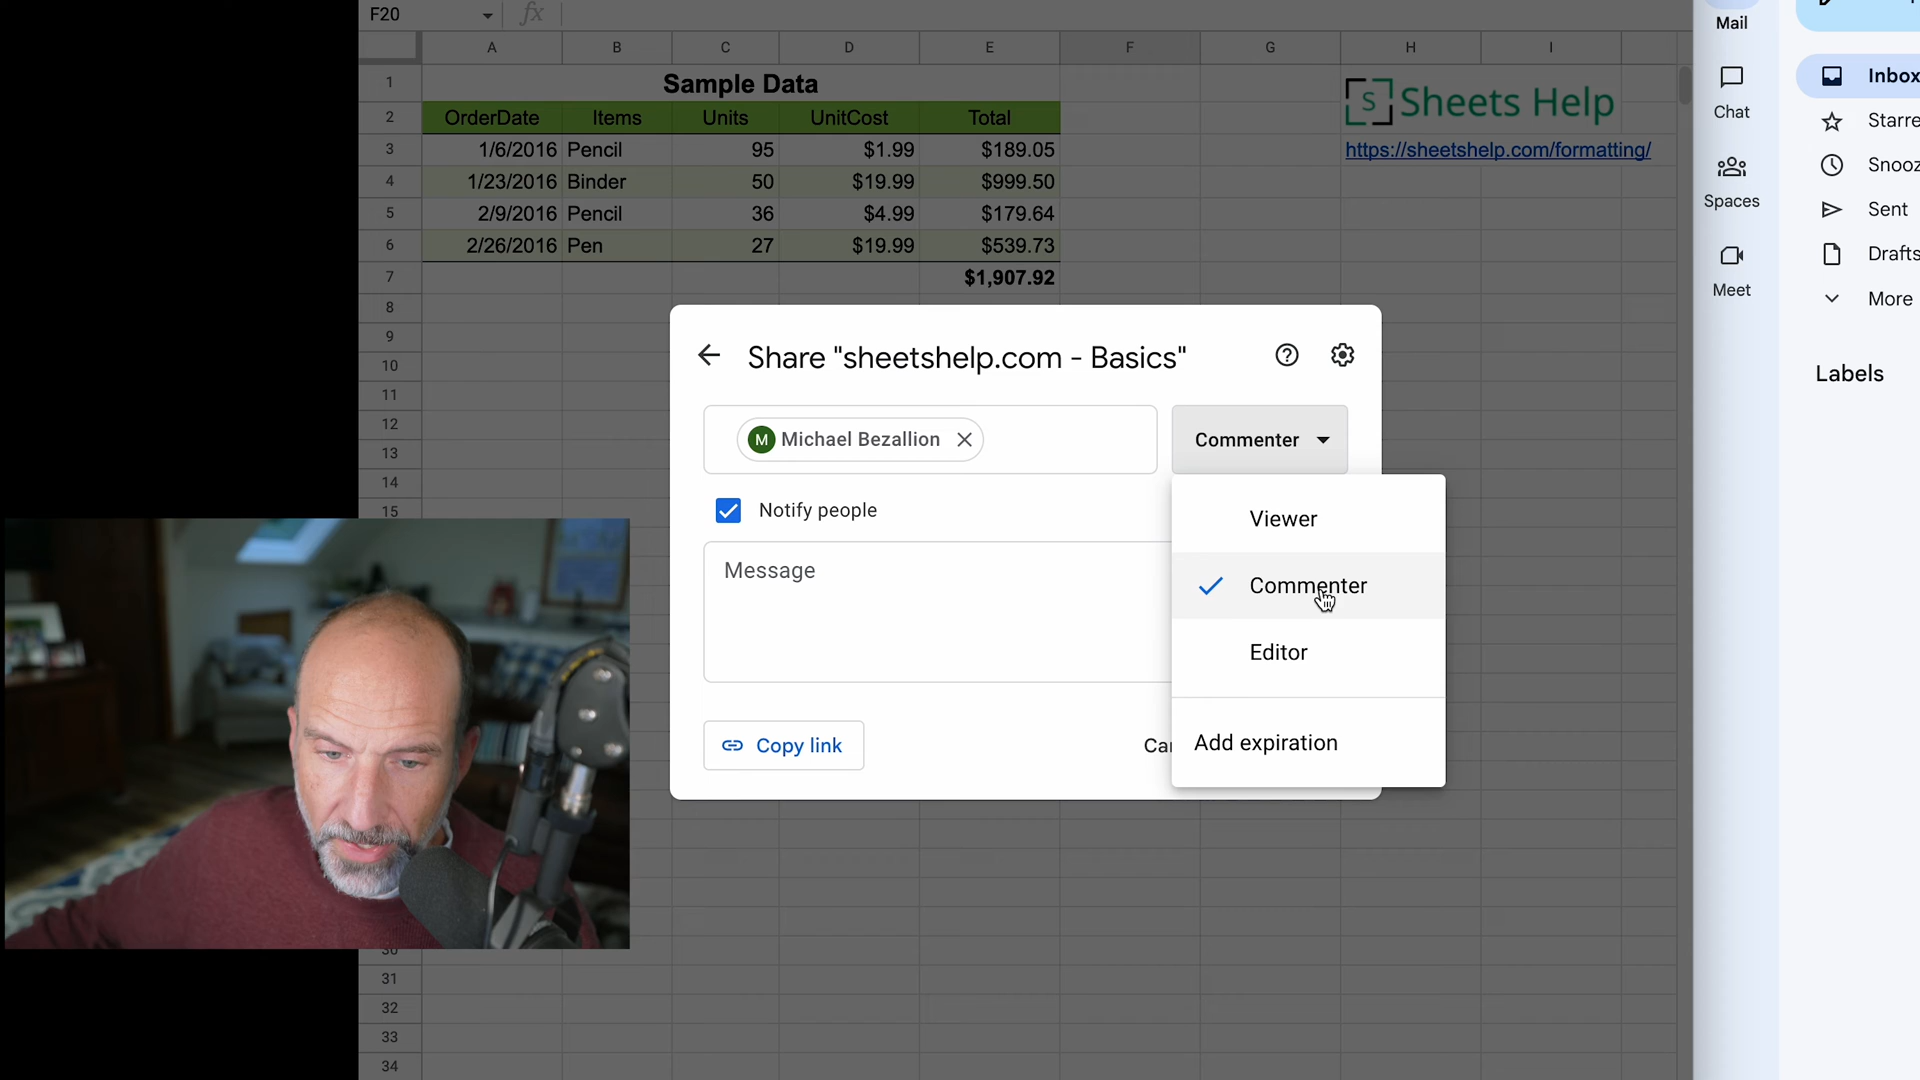 F20
fx
A B C D E F G H I
1 Sample Data
2 OrderDate Items Units UnitCost Total
3 1/6/2016 Pencil 95 $1.99 $189.05
4 1/23/2016 Binder 50 $19.99 $999.50
5 2/9/2016 Pencil 36 $4.99 $179.64
6 2/26/2016 Pen 27 $19.99 $539.73
7 $1,907.92
S Sheets Help
https://sheetshelp.com/formatting/
8
9
10
11
12
13
14
15
31
32
33
34
Share "sheetshelp.com - Basics"
M Michael Bezallion
Commenter
Notify people
Message
Viewer
Commenter
Editor
Add expiration
Copy link
Mail
Chat
Spaces
Meet
Inbox
Starre
Snooz
Sent
Drafts
More
Labels